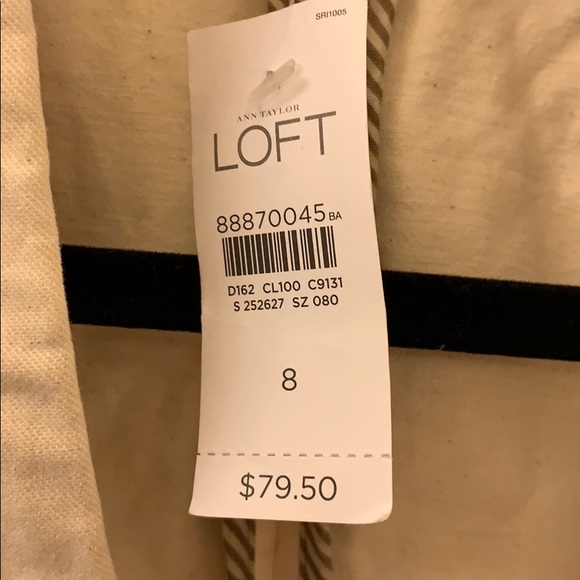 SRI1005
ANN TAYLOR
LOFT
88870045 BA
D162 CL100 C9131
S 252627 SZ 080
8
$79.50